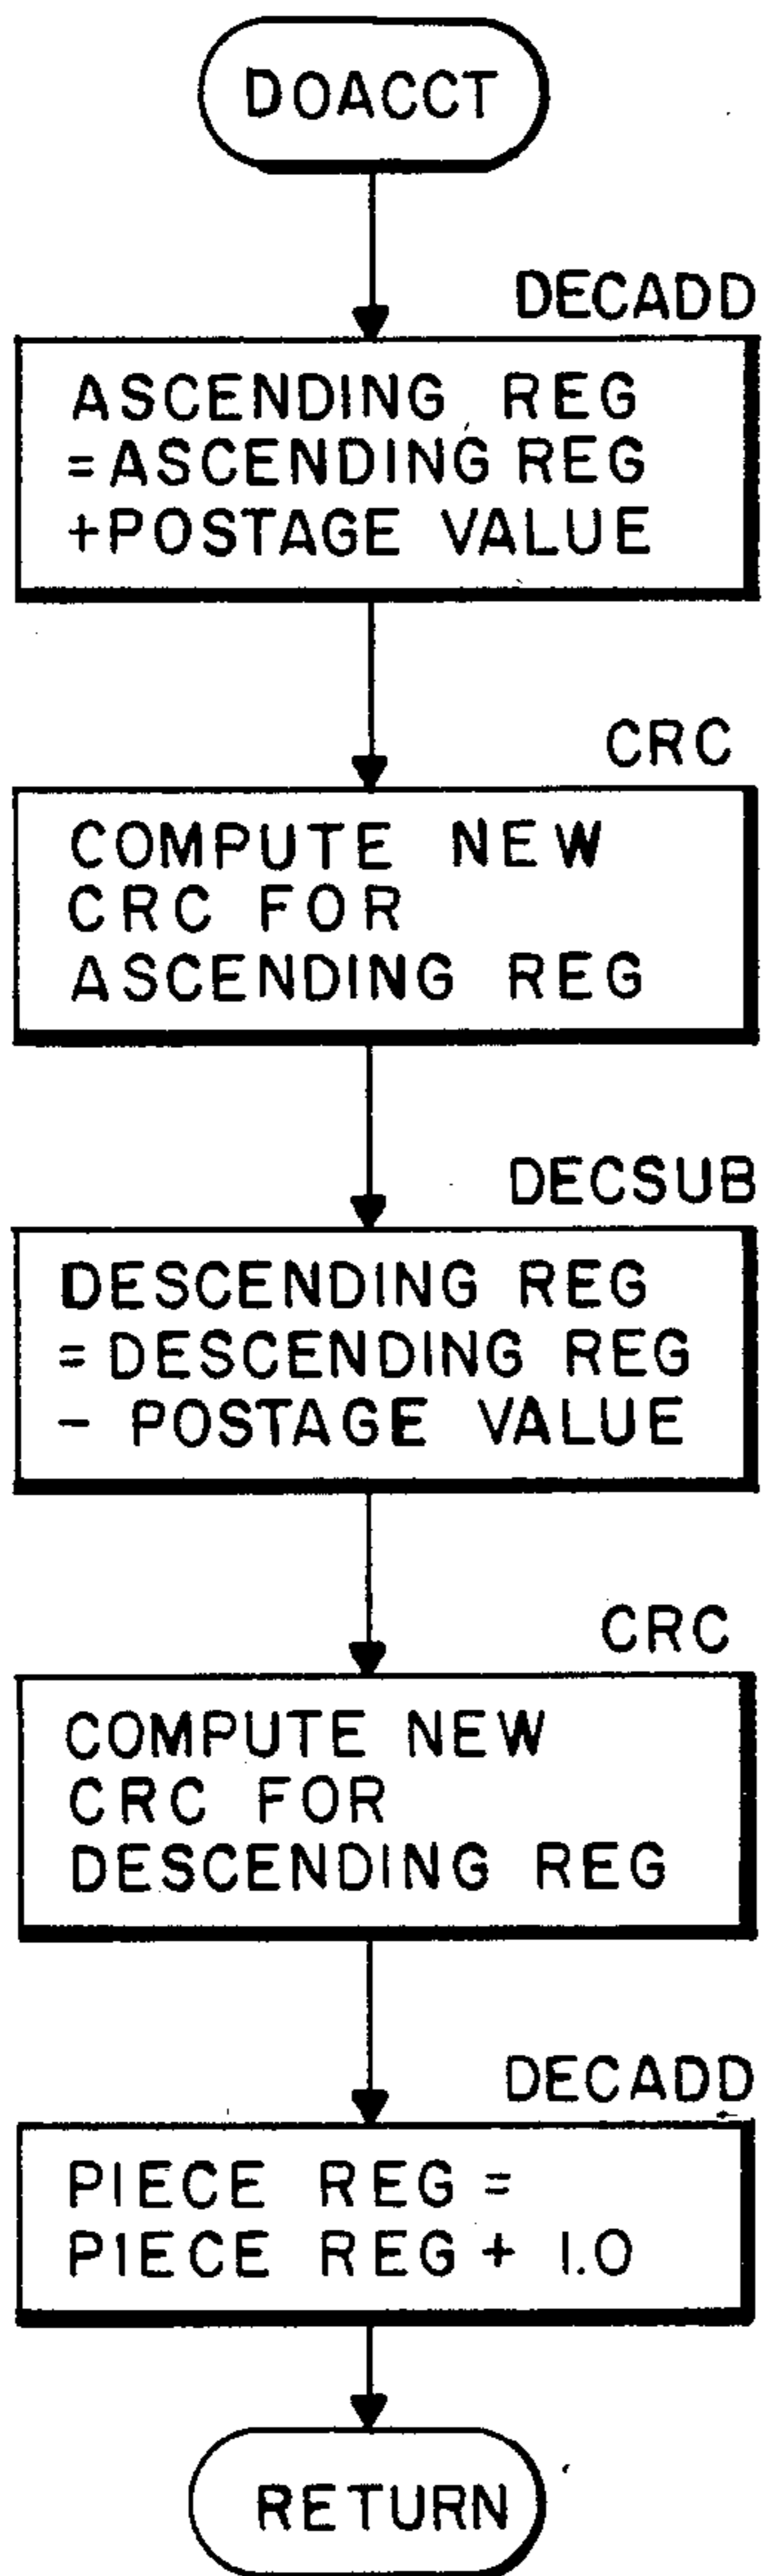 DOACCT
DECADD
ASCENDING REG
=ASCENDING REG
+POSTAGE VALUE
CRC
COMPUTE NEW
CRC FOR
ASCENDING REG
DECSUB
DESCENDING REG
= DESCENDING REG
- POSTAGE VALUE
CRC
COMPUTE NEW
CRC FOR
DESCENDING REG
DECADD
PIECE REG =
PIECE REG + 1.0
RETURN